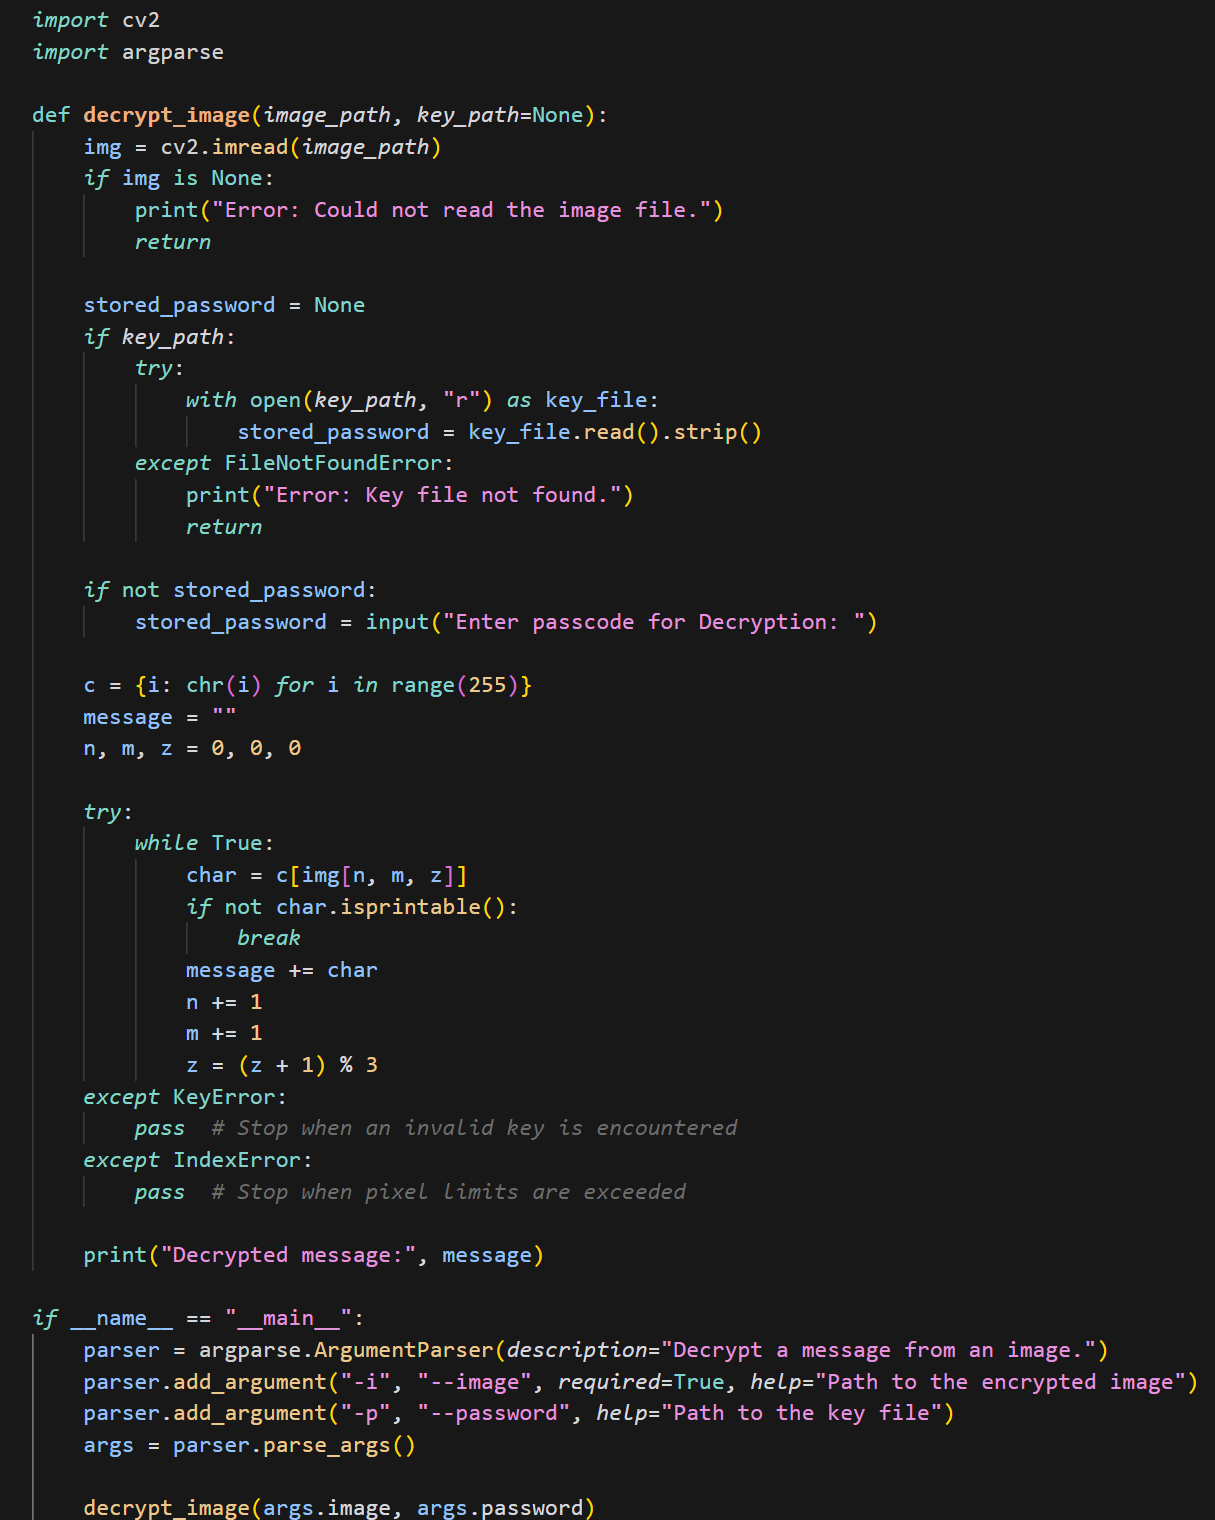 import cv2
import argparse
def decrypt_image(image_path, key_path=None):
    img = cv2.imread(image_path)
    if img is None:
        print("Error: Could not read the image file.")
        return
    stored_password = None
    if key_path:
        try:
            with open(key_path, "r") as key_file:
                stored_password = key_file.read().strip()
        except FileNotFoundError:
            print("Error: Key file not found.")
            return
    if not stored_password:
        stored_password = input("Enter passcode for Decryption: ")
    c = {i: chr(i) for i in range(255)}
    message = ""
    n, m, z = 0, 0, 0
    try:
        while True:
            char = c[img[n, m, z]]
            if not char.isprintable():
                break
            message += char
            n += 1
            m += 1
            z = (z + 1) % 3
    except KeyError:
        pass  # Stop when an invalid key is encountered
    except IndexError:
        pass  # Stop when pixel limits are exceeded
    print("Decrypted message:", message)
if __name__ == "__main__":
    parser = argparse.ArgumentParser(description="Decrypt a message from an image.")
    parser.add_argument("-i", "--image", required=True, help="Path to the encrypted image")
    parser.add_argument("-p", "--password", help="Path to the key file")
    args = parser.parse_args()
    decrypt_image(args.image, args.password)